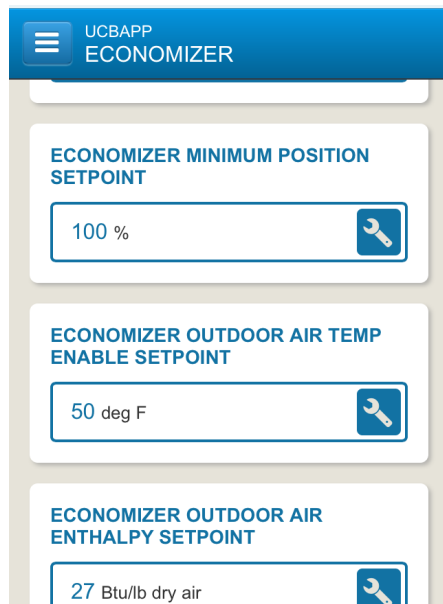 UCBAPP
ECONOMIZER
ECONOMIZER MINIMUM POSITION
SETPOINT
100 %
ECONOMIZER OUTDOOR AIR TEMP
ENABLE SETPOINT
50 deg F
ECONOMIZER OUTDOOR AIR
ENTHALPY SETPOINT
27 Btu/lb dry air